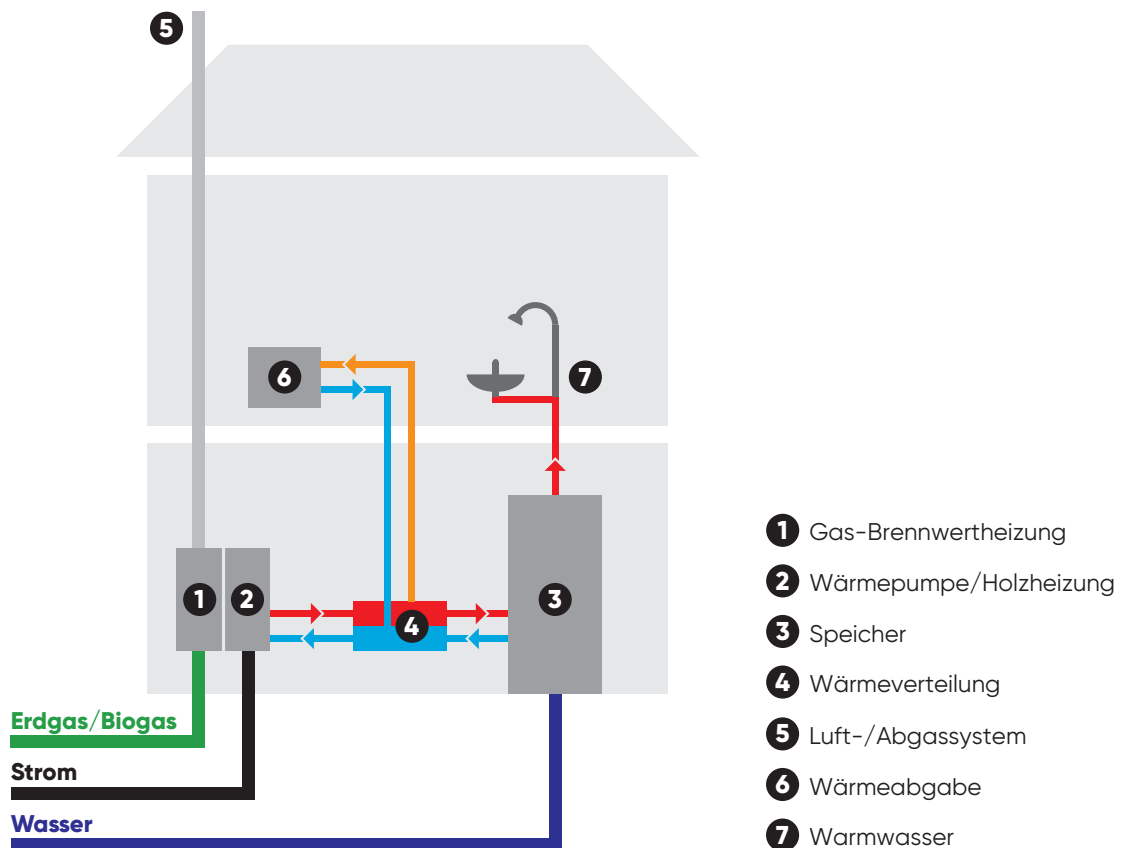 5
6
7
1
2
3
4
Erdgas/Biogas
Strom
Wasser
1 Gas-Brennwertheizung
2 Wärmepumpe/Holzheizung
3 Speicher
4 Wärmeverteilung
5 Luft-/Abgassystem
6 Wärmeabgabe
7 Warmwasser